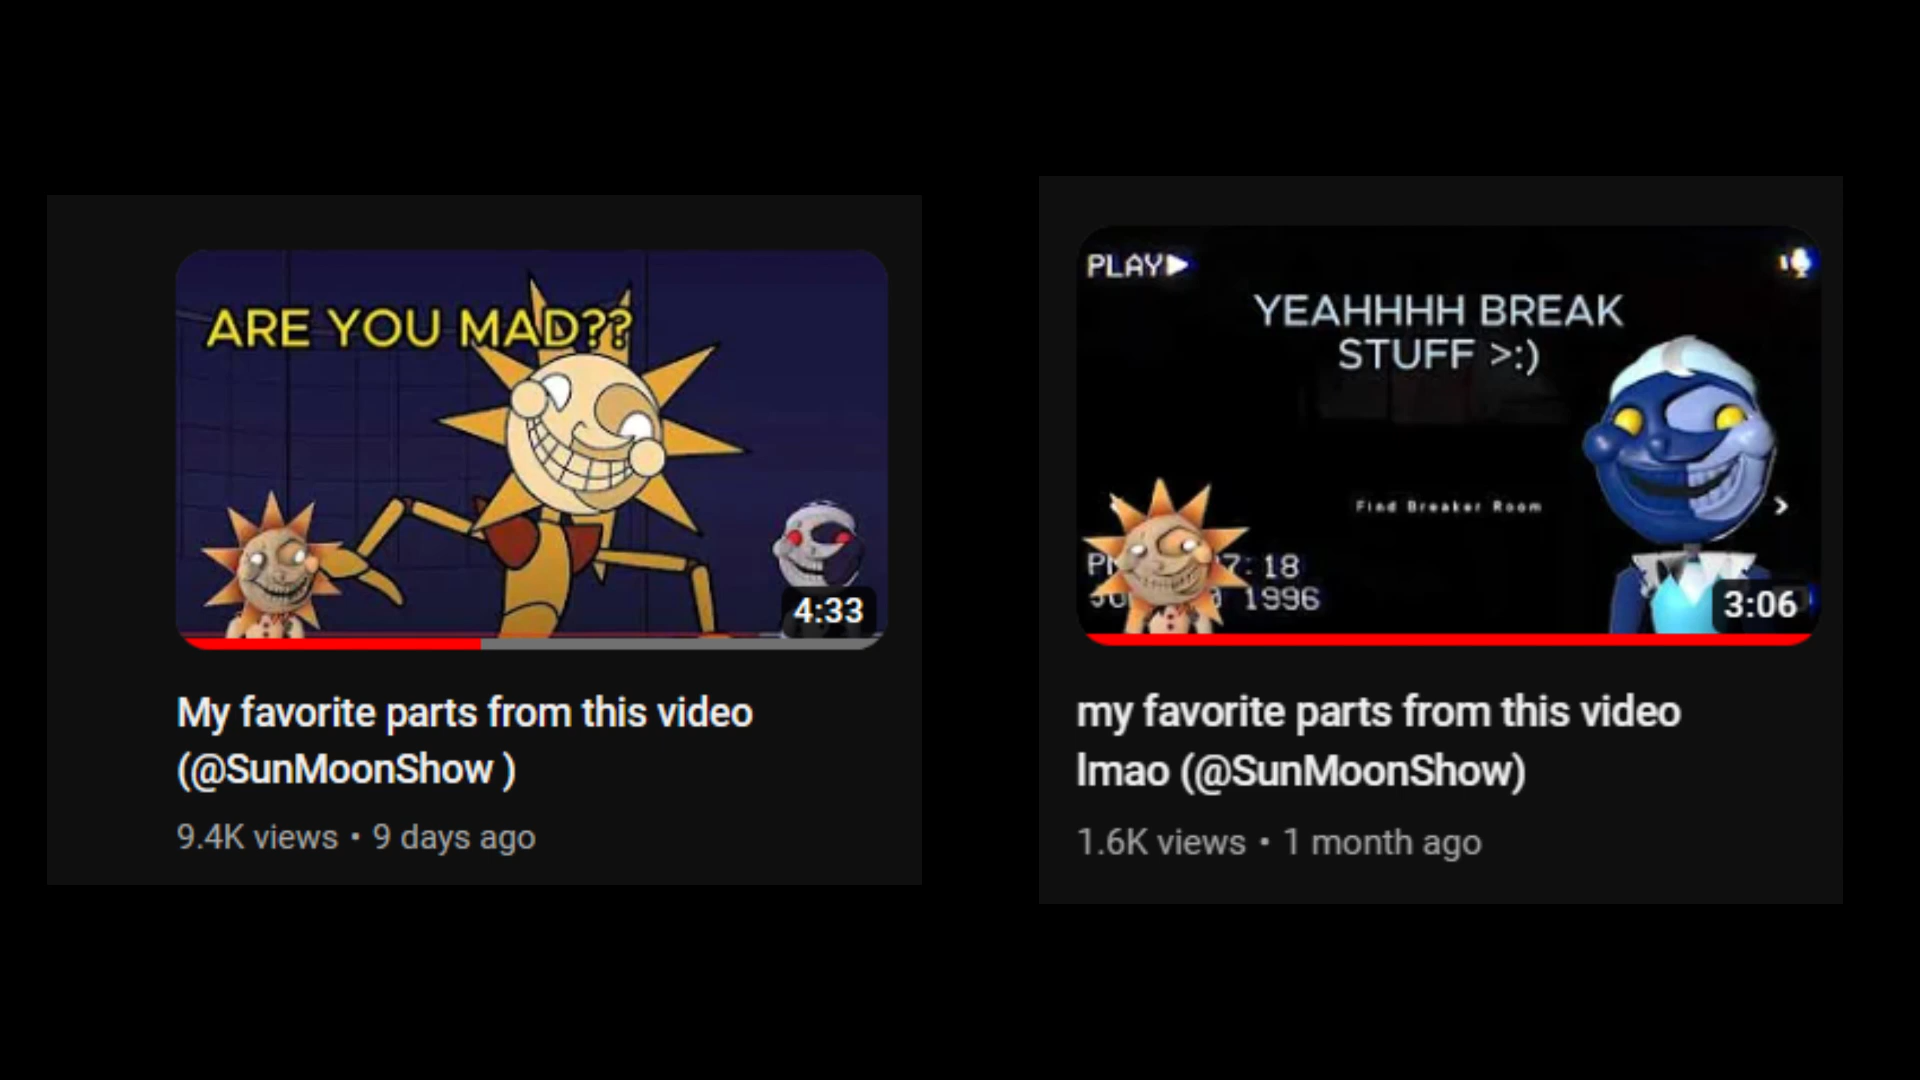 ARE YOU MAD??
4:33
My favorite parts from this video
(@SunMoonShow )
9.4K views • 9 days ago
PLAY
YEAHHHH BREAK
STUFF >:)
Find Breaker Room
7:18
1996
3:06
my favorite parts from this video
lmao (@SunMoonShow)
1.6K views • 1 month ago